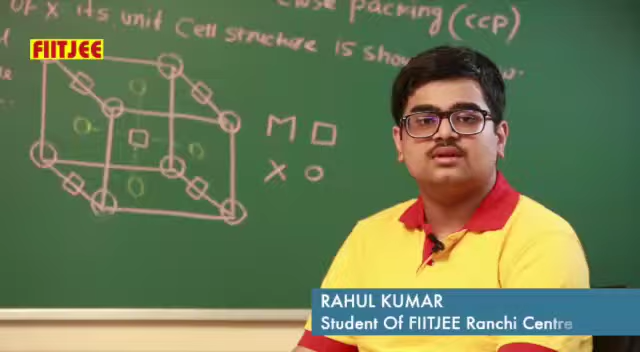 of X its unit Cell structure is show
close packing (CCP)
FIITJEE
M □
X ○
RAHUL KUMAR
Student Of FIITJEE Ranchi Centre